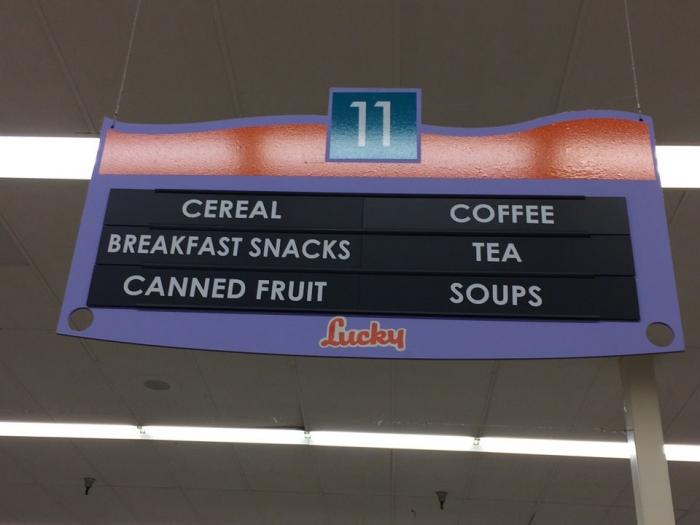 11
CEREAL COFFEE
BREAKFAST SNACKS TEA
CANNED FRUIT SOUPS
Lucky